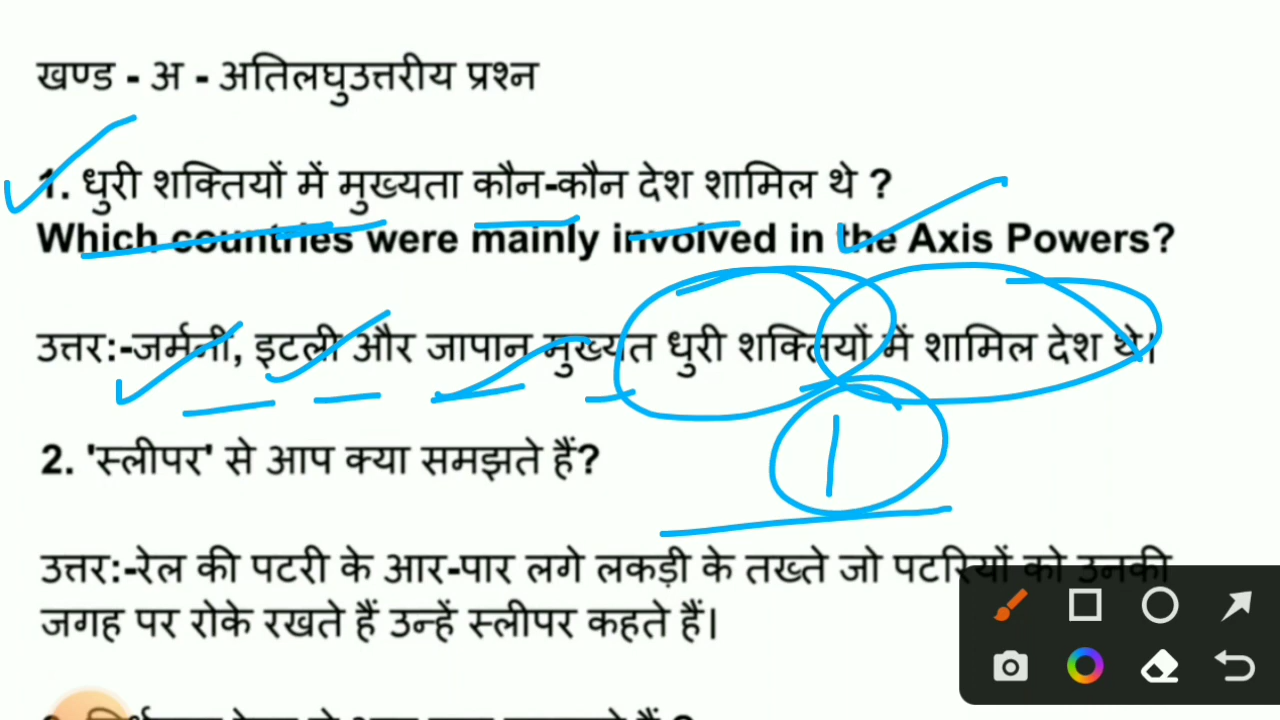 खण्ड - अ - अतिलघुउत्तरीय प्रश्न
1. धुरी शक्तियों में मुख्यता कौन-कौन देश शामिल थे ?
Which countries were mainly involved in the Axis Powers?
उत्तर:-जर्मनी, इटली और जापान मुख्यत धुरी शक्तियों में शामिल देश थे।
1
2. 'स्लीपर' से आप क्या समझते हैं?
उत्तर:-रेल की पटरी के आर-पार लगे लकड़ी के तख्ते जो पटरियों को उनकी
जगह पर रोके रखते हैं उन्हें स्लीपर कहते हैं।